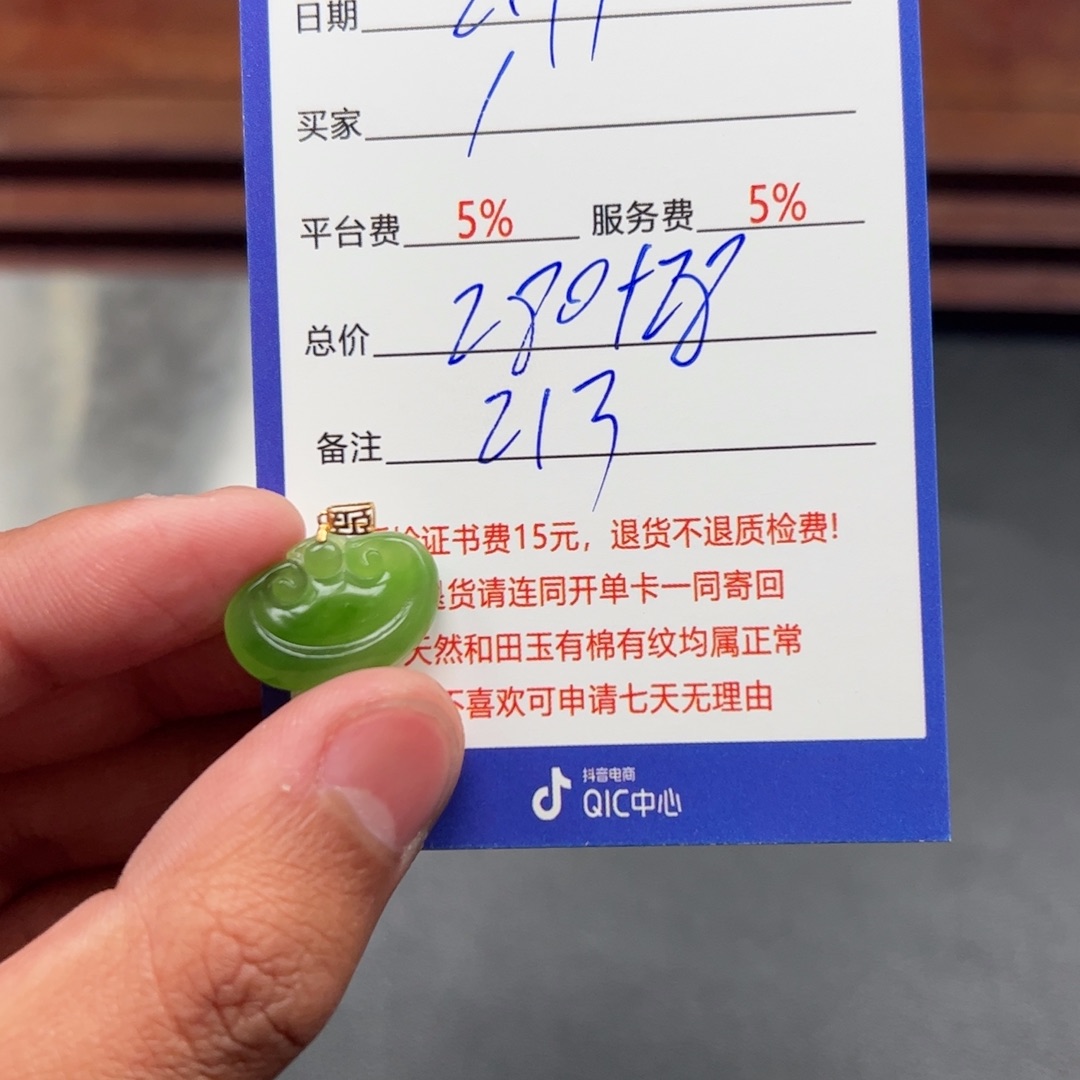 日期
买家 /
平台费 5% 服务费 5%
总价 280+28
备注 213
证书费15元，退货不退质检费!
货请连同开单卡一同寄回
天然和田玉有棉有纹均属正常
不喜欢可申请七天无理由
抖音电商
QIC中心